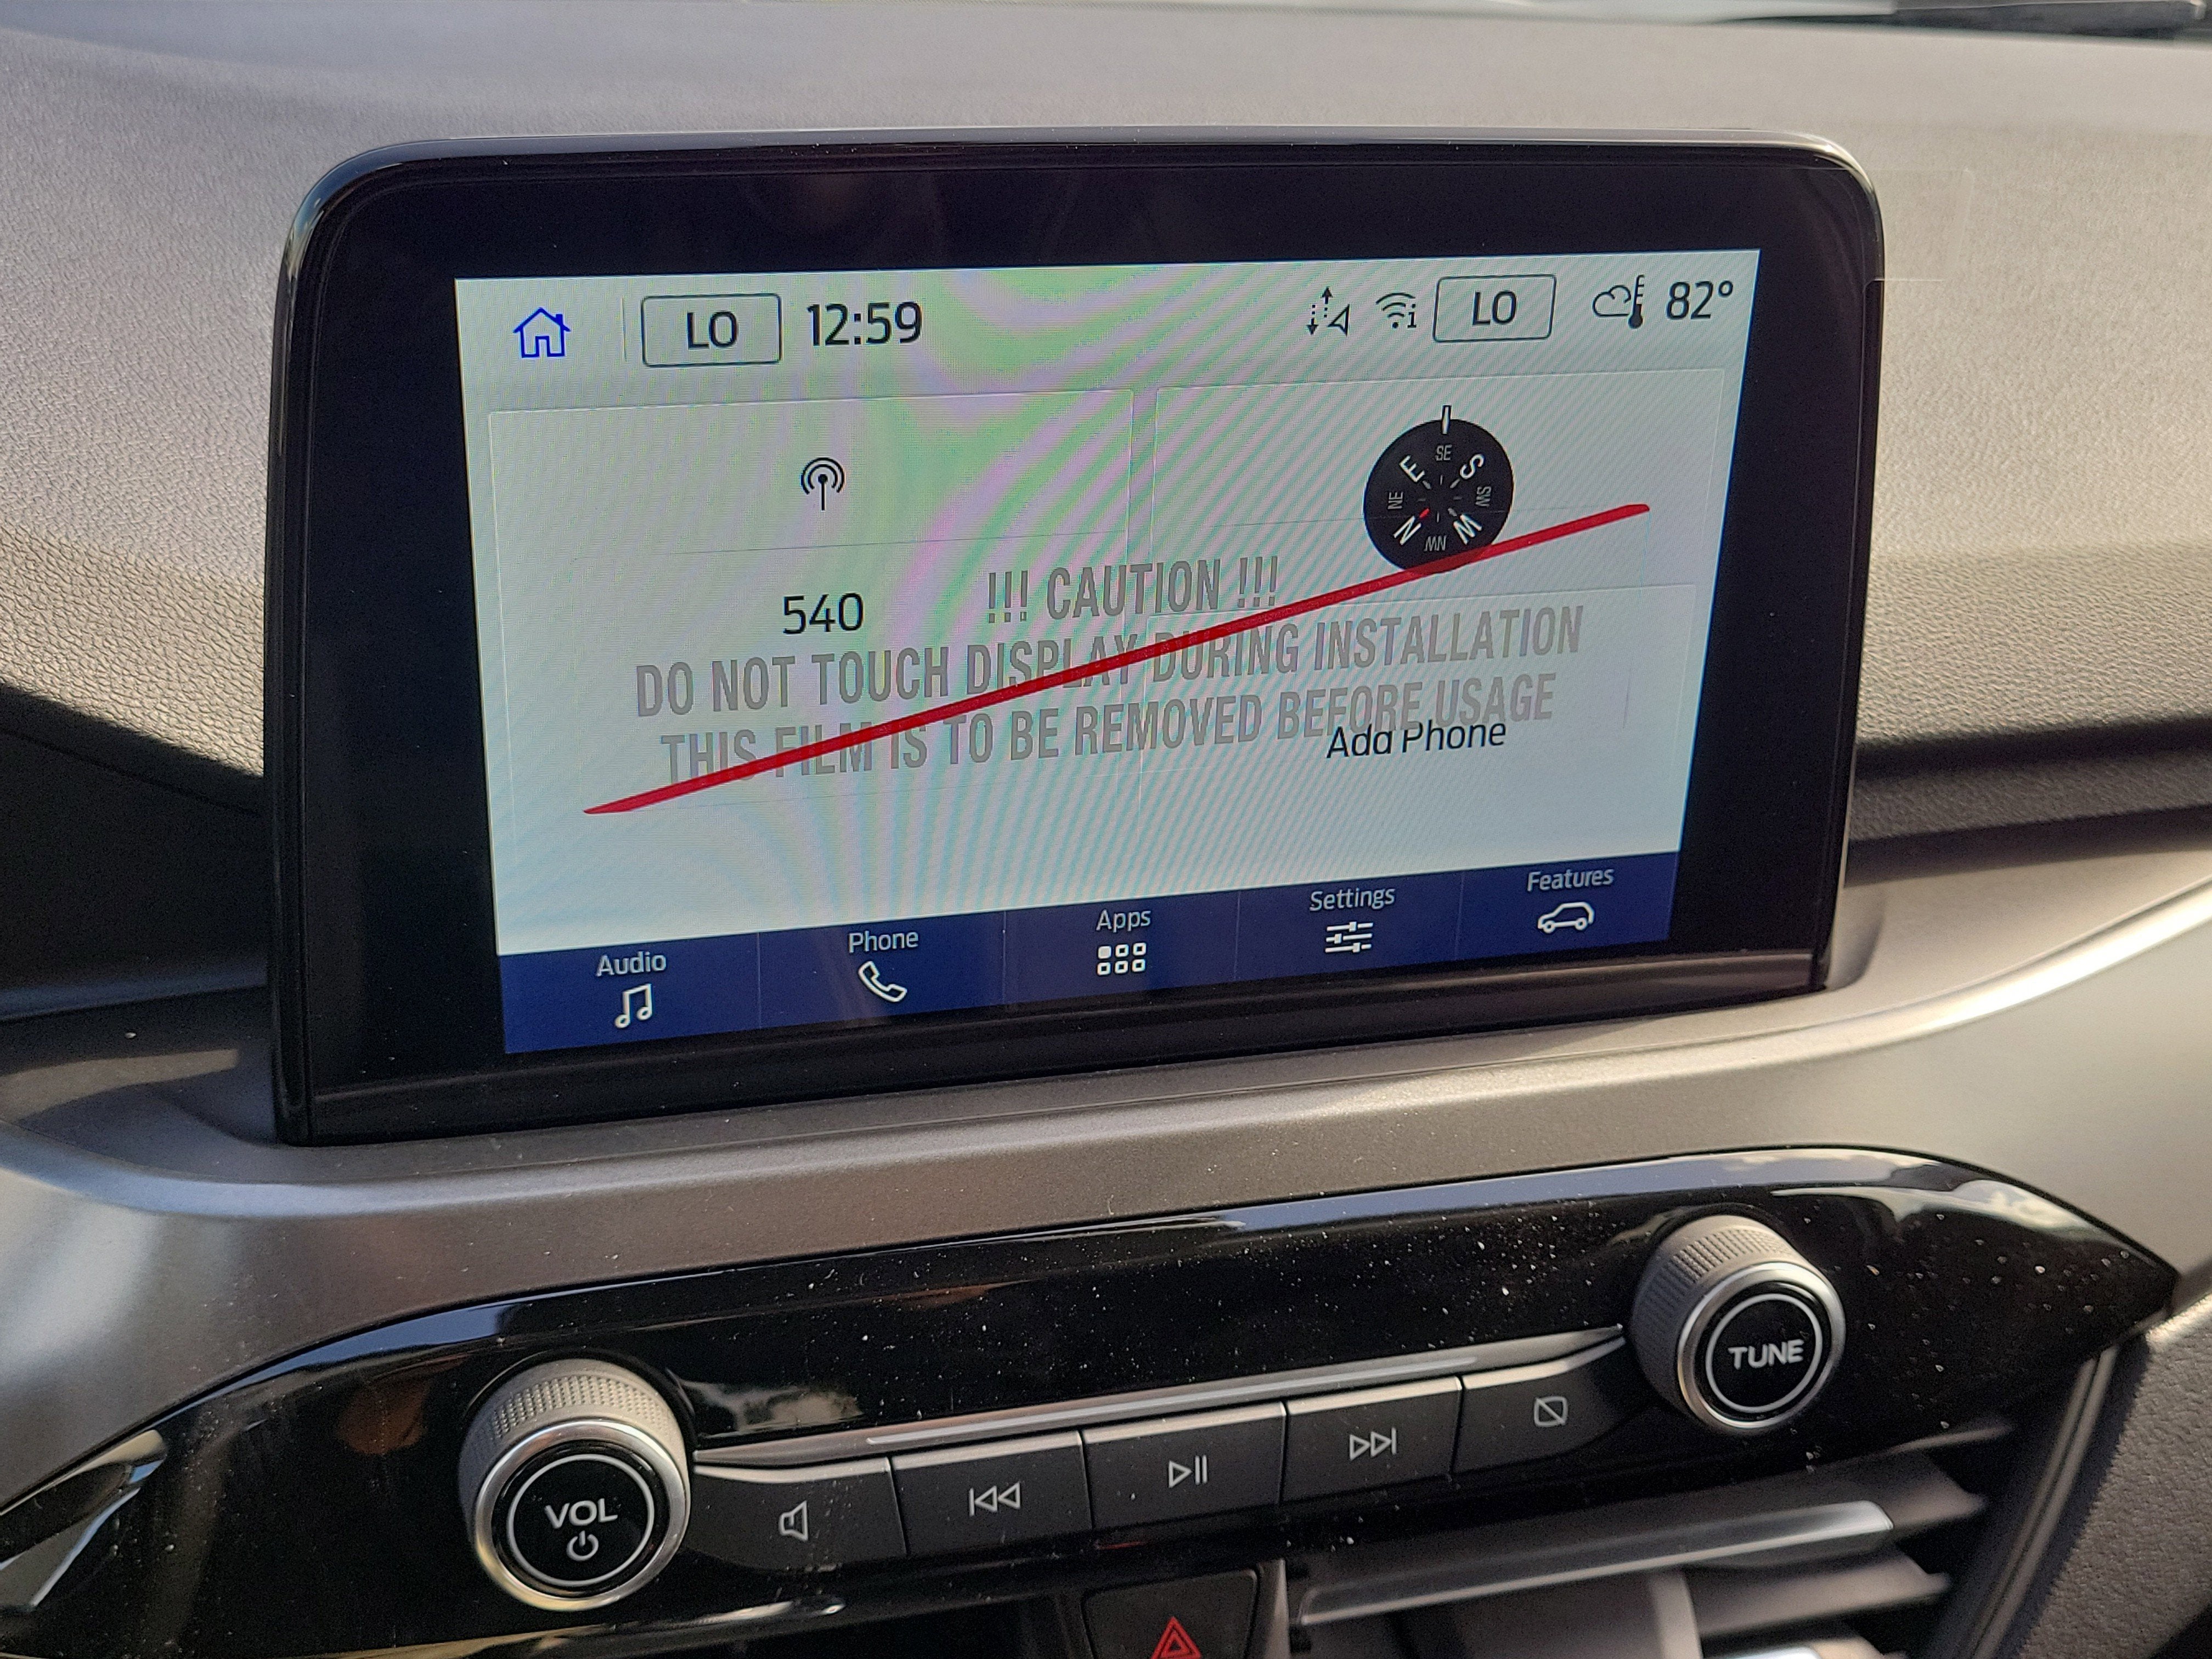 LO 12:59 LO 82°
SE
E S
NE SW
N W
NW
540
!!! CAUTION !!!
DO NOT TOUCH DISPLAY DURING INSTALLATION
THIS FILM IS TO BE REMOVED BEFORE USAGE
Add Phone
Audio Phone Apps Settings Features
TUNE
VOL